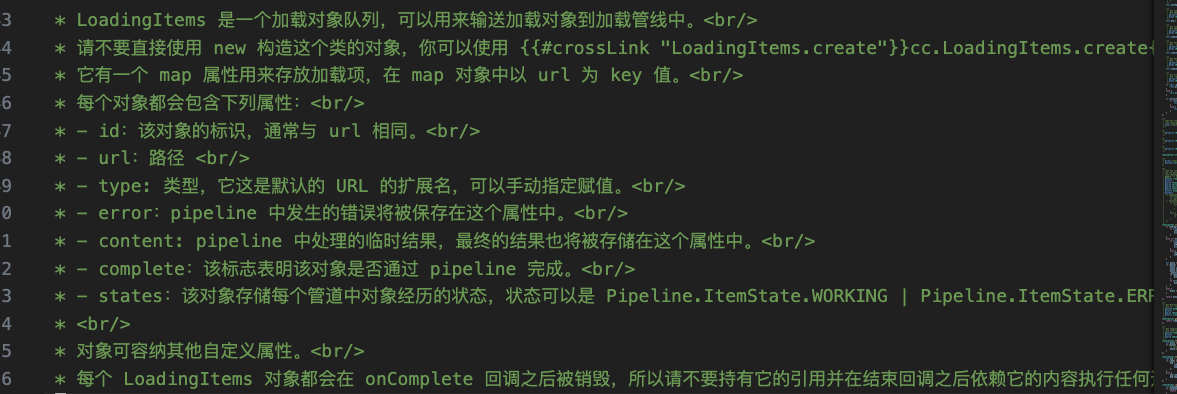 3 * LoadingItems 是一个加载对象队列，可以用来输送加载对象到加载管线中。<br/>
4 * 请不要直接使用 new 构造这个类的对象，你可以使用 {{#crossLink "LoadingItems.create"}}cc.LoadingItems.create{
5 * 它有一个 map 属性用来存放加载项，在 map 对象中以 url 为 key 值。<br/>
6 * 每个对象都会包含下列属性：<br/>
7 * - id：该对象的标识，通常与 url 相同。<br/>
8 * - url：路径 <br/>
9 * - type: 类型，它这是默认的 URL 的扩展名，可以手动指定赋值。<br/>
0 * - error：pipeline 中发生的错误将被保存在这个属性中。<br/>
1 * - content: pipeline 中处理的临时结果，最终的结果也将被存储在这个属性中。<br/>
2 * - complete：该标志表明该对象是否通过 pipeline 完成。<br/>
3 * - states：该对象存储每个管道中对象经历的状态，状态可以是 Pipeline.ItemState.WORKING | Pipeline.ItemState.ERR
4 * <br/>
5 * 对象可容纳其他自定义属性。<br/>
6 * 每个 LoadingItems 对象都会在 onComplete 回调之后被销毁，所以请不要持有它的引用并在结束回调之后依赖它的内容执行任何